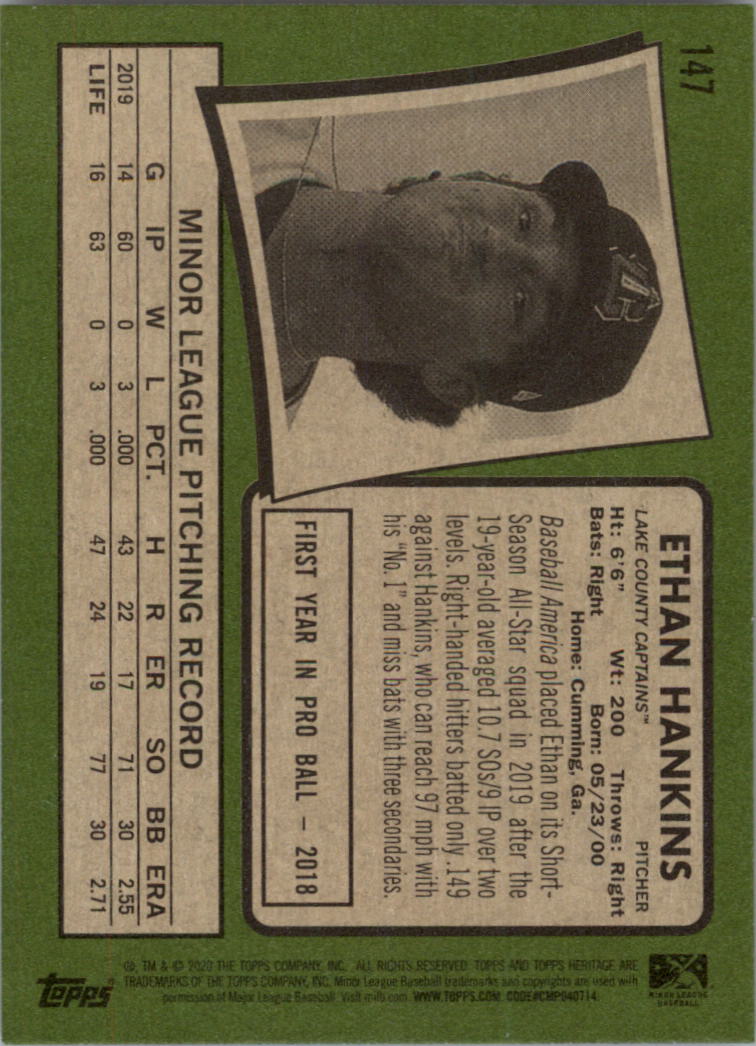 147
ETHAN HANKINS
LAKE COUNTY CAPTAINS™ PITCHER
Ht: 6'6" Wt: 200 Throws: Right
Bats: Right Born: 05/23/00
Home: Cumming, Ga.
Baseball America placed Ethan on its Short-
Season All-Star squad in 2019 after the
19-year-old averaged 10.7 SOs/9 IP over two
levels. Right-handed hitters batted only .149
against Hankins, who can reach 97 mph with
his "No. 1" and miss bats with three secondaries.
FIRST YEAR IN PRO BALL – 2018
MINOR LEAGUE PITCHING RECORD
G IP W L PCT. H R ER SO BB ERA
2019 14 60 0 3 .000 43 22 17 71 30 2.55
LIFE 16 63 0 3 .000 47 24 19 77 30 2.71
MINOR LEAGUE
BASEBALL
®, TM & © 2020 THE TOPPS COMPANY, INC. ALL RIGHTS RESERVED. TOPPS AND TOPPS HERITAGE ARE
TRADEMARKS OF THE TOPPS COMPANY, INC. Minor League Baseball trademarks and copyrights are used with
permission of Major League Baseball. Visit milb.com. WWW.TOPPS.COM CODE#CMP040714
Topps